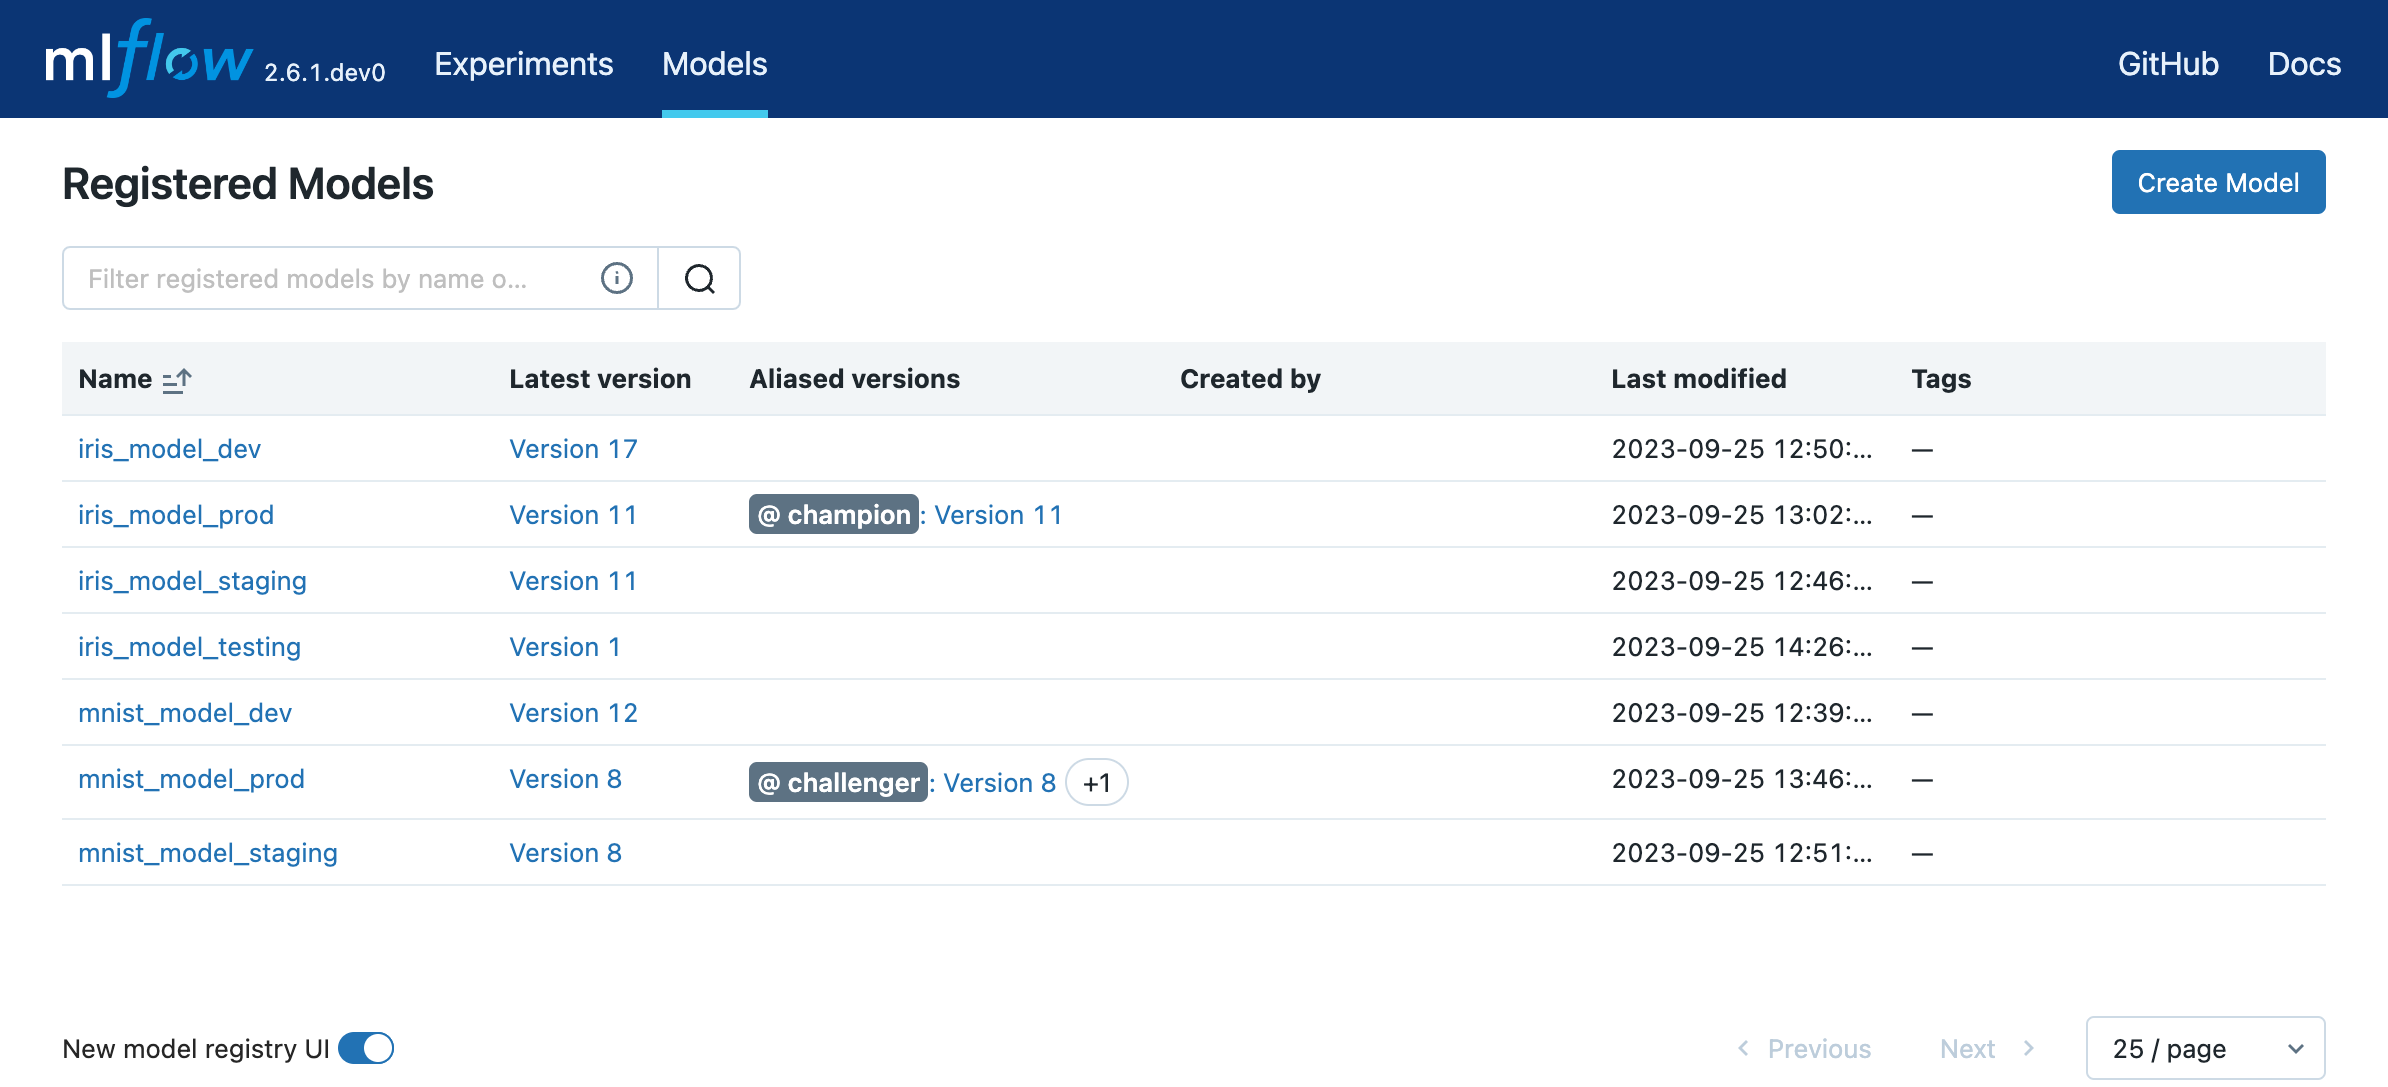 mlflow 2.6.1.dev0 Experiments Models GitHub Docs
Registered Models Create Model
Filter registered models by name o...
Name Latest version Aliased versions Created by Last modified Tags
iris_model_dev Version 17 2023-09-25 12:50:... —
iris_model_prod Version 11 @ champion: Version 11 2023-09-25 13:02:... —
iris_model_staging Version 11 2023-09-25 12:46:... —
iris_model_testing Version 1 2023-09-25 14:26:... —
mnist_model_dev Version 12 2023-09-25 12:39:... —
mnist_model_prod Version 8 @ challenger: Version 8 +1 2023-09-25 13:46:... —
mnist_model_staging Version 8 2023-09-25 12:51:... —
New model registry UI Previous Next 25 / page